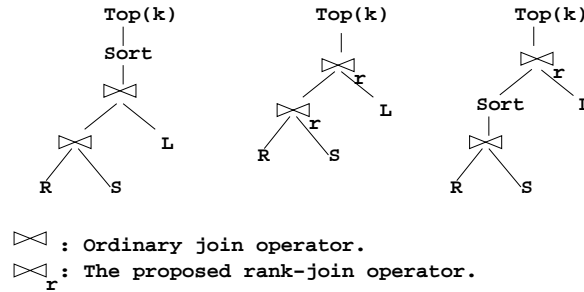 Top(k) Top(k) Top(k)
Sort
r r
Sort
L L
r
L
R S R S
R S
: Ordinary join operator.
r : The proposed rank-join operator.